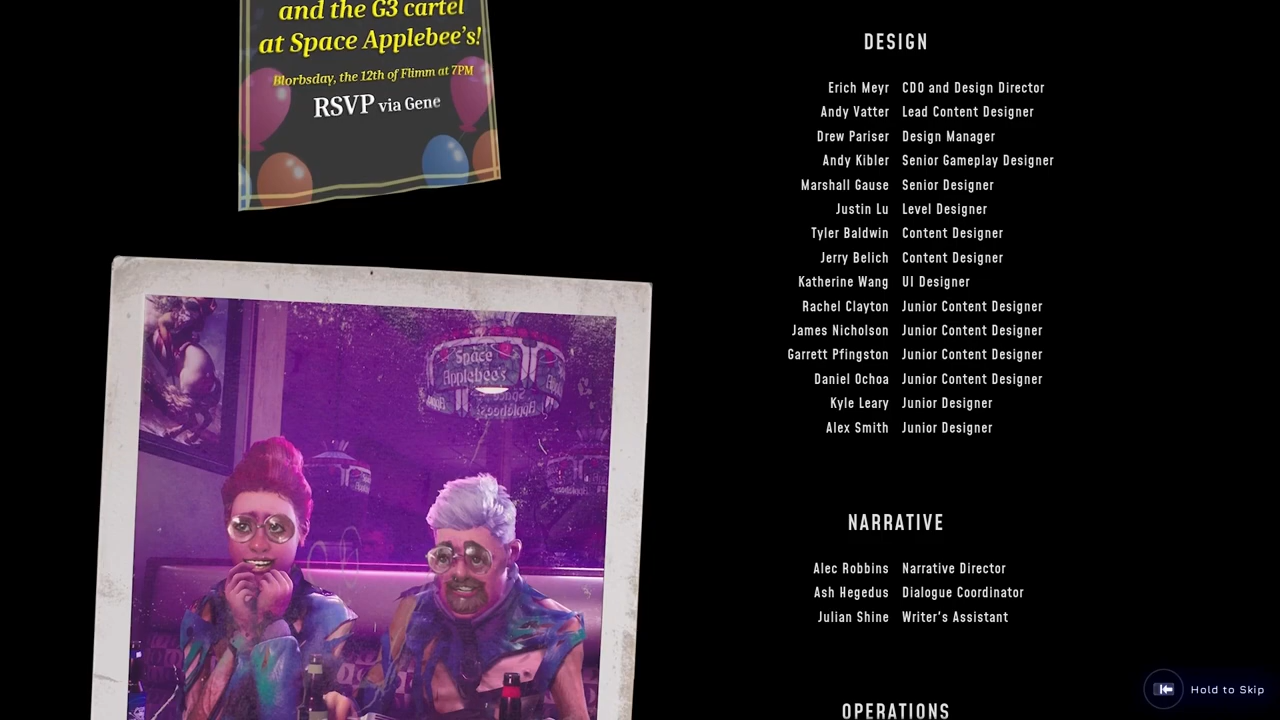 and the G3 cartel
at Space Applebee's!
Blorbsday, the 12th of Flimm at 7PM
RSVP via Gene
Space
Applebee's
DESIGN
Erich Meyr CDO and Design Director
Andy Vatter Lead Content Designer
Drew Pariser Design Manager
Andy Kibler Senior Gameplay Designer
Marshall Gause Senior Designer
Justin Lu Level Designer
Tyler Baldwin Content Designer
Jerry Belich Content Designer
Katherine Wang UI Designer
Rachel Clayton Junior Content Designer
James Nicholson Junior Content Designer
Garrett Pfingston Junior Content Designer
Daniel Ochoa Junior Content Designer
Kyle Leary Junior Designer
Alex Smith Junior Designer
NARRATIVE
Alec Robbins Narrative Director
Ash Hegedus Dialogue Coordinator
Julian Shine Writer's Assistant
OPERATIONS
Hold to Skip